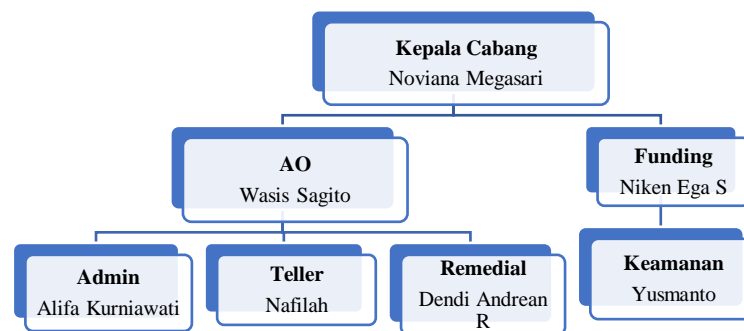 Kepala Cabang
Noviana Megasari
AO
Wasis Sagito
Funding
Niken Ega S
Admin
Alifa Kurniawati
Teller
Nafilah
Remedial
Dendi Andrean
R
Keamanan
Yusmanto